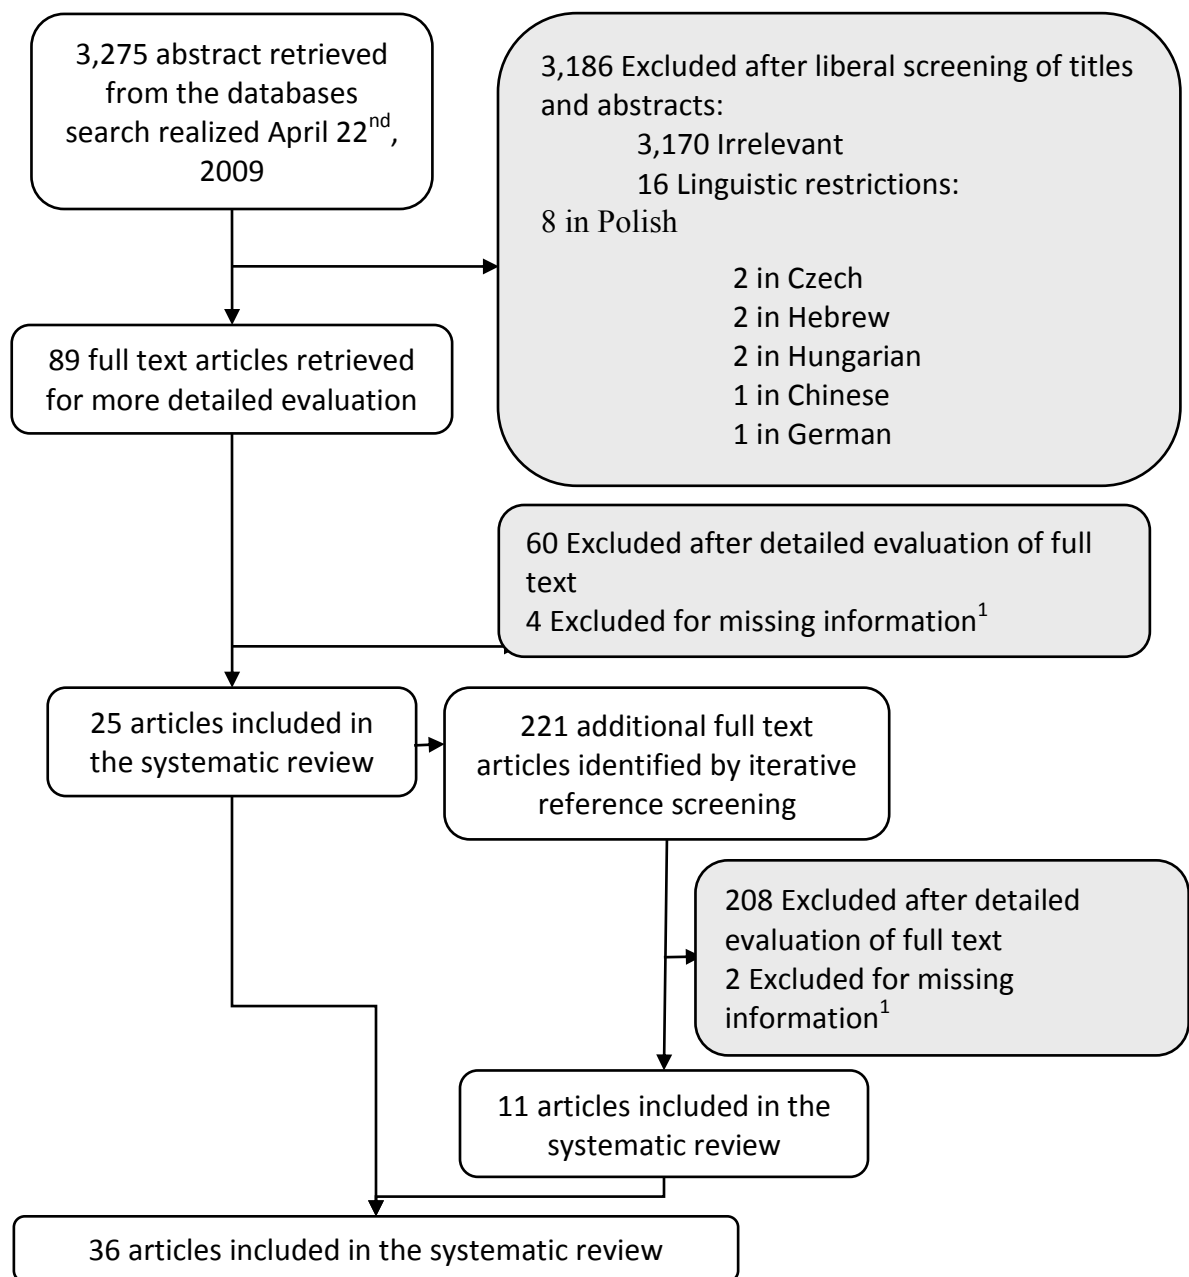 3,275 abstract retrieved
from the databases
search realized April 22nd,
2009
3,186 Excluded after liberal screening of titles
and abstracts:
3,170 Irrelevant
16 Linguistic restrictions:
8 in Polish
2 in Czech
2 in Hebrew
2 in Hungarian
1 in Chinese
1 in German
89 full text articles retrieved
for more detailed evaluation
60 Excluded after detailed evaluation of full
text
4 Excluded for missing information1
25 articles included in
the systematic review
221 additional full text
articles identified by iterative
reference screening
208 Excluded after detailed
evaluation of full text
2 Excluded for missing
information1
11 articles included in the
systematic review
36 articles included in the systematic review